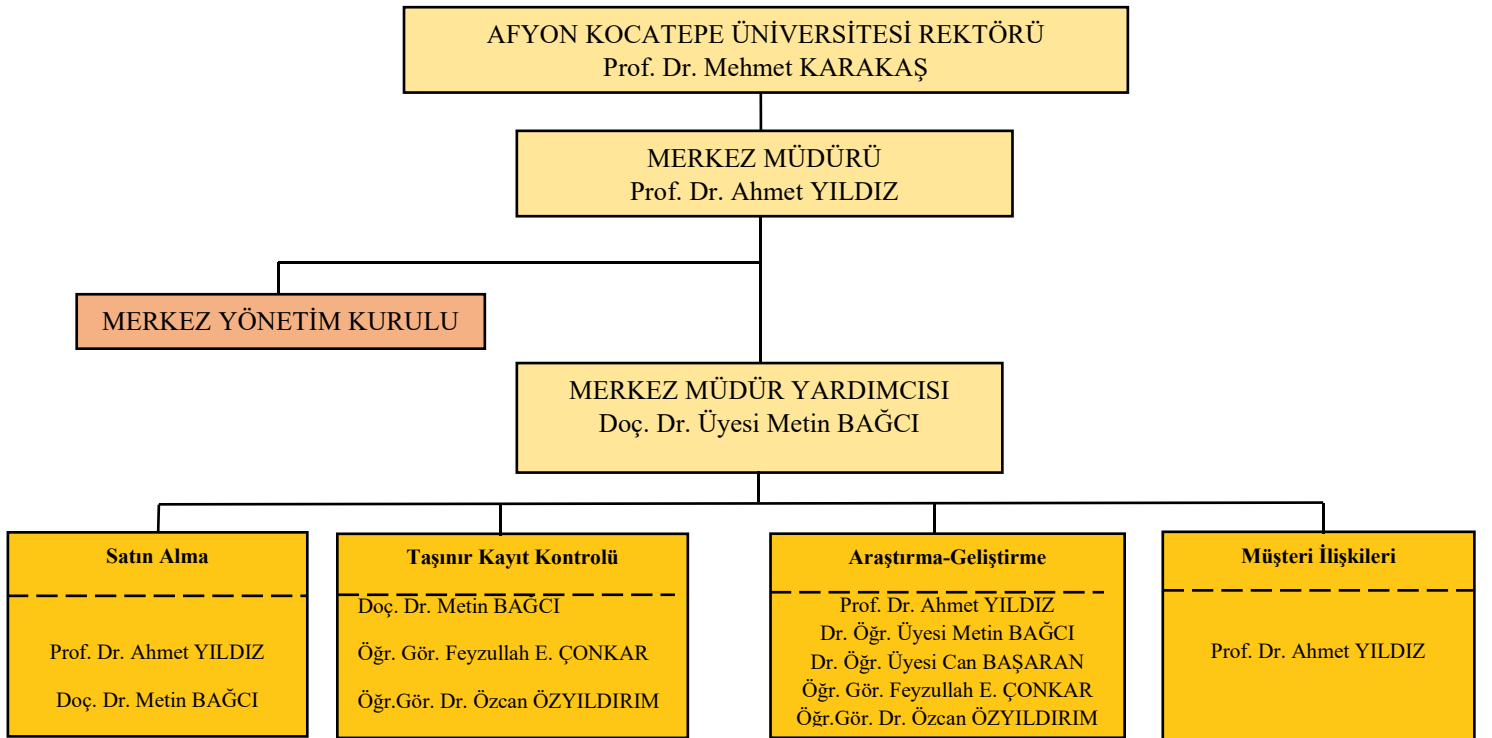 AFYON KOCATEPE ÜNİVERSİTESİ REKTÖRÜ
Prof. Dr. Mehmet KARAKAŞ
MERKEZ MÜDÜRÜ
Prof. Dr. Ahmet YILDIZ
MERKEZ YÖNETİM KURULU
MERKEZ MÜDÜR YARDIMCISI
Doç. Dr. Üyesi Metin BAĞCI
Satın Alma
Prof. Dr. Ahmet YILDIZ
Doç. Dr. Metin BAĞCI
Taşınır Kayıt Kontrolü
Doç. Dr. Metin BAĞCI
Öğr. Gör. Feyzullah E. ÇONKAR
Öğr.Gör. Dr. Özcan ÖZYILDIRIM
Araştırma-Geliştirme
Prof. Dr. Ahmet YILDIZ
Dr. Öğr. Üyesi Metin BAĞCI
Dr. Öğr. Üyesi Can BAŞARAN
Öğr. Gör. Feyzullah E. ÇONKAR
Öğr.Gör. Dr. Özcan ÖZYILDIRIM
Müşteri İlişkileri
Prof. Dr. Ahmet YILDIZ